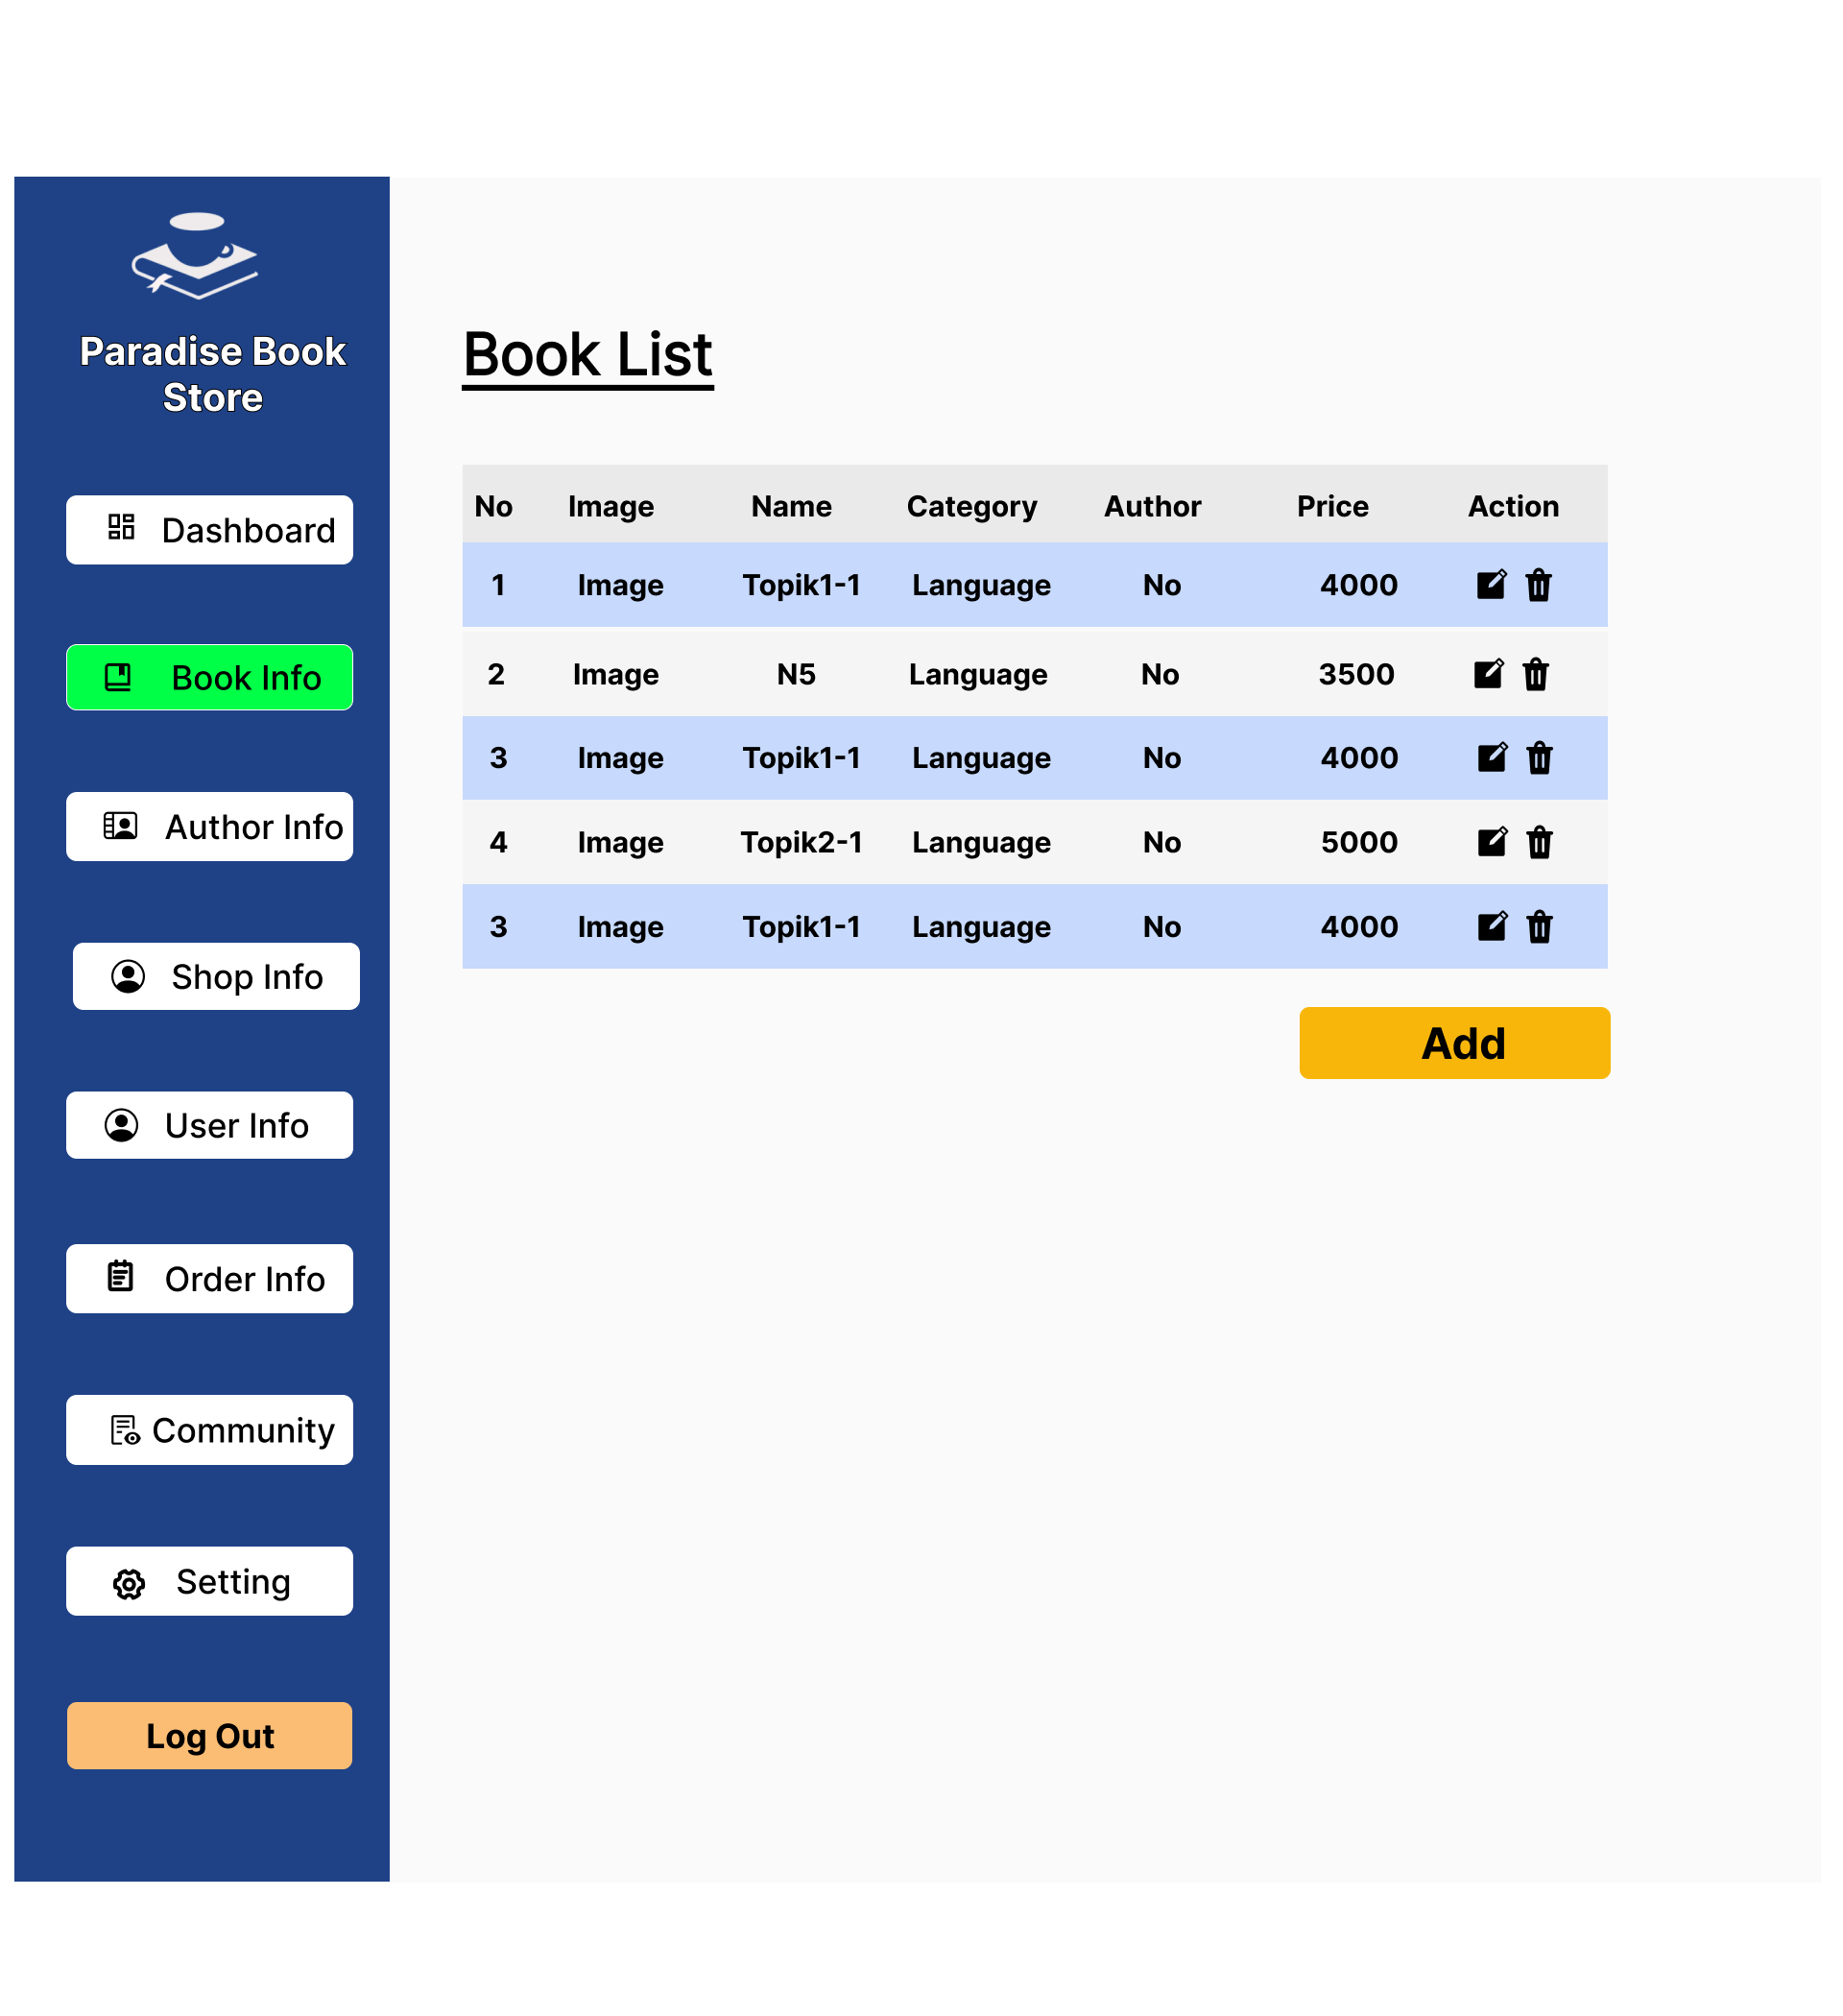 Paradise Book
Store
Dashboard
Book Info
Author Info
Shop Info
User Info
Order Info
Community
Setting
Log Out
Book List
No Image Name Category Author Price Action
1 Image Topik1-1 Language No 4000
2 Image N5 Language No 3500
3 Image Topik1-1 Language No 4000
4 Image Topik2-1 Language No 5000
3 Image Topik1-1 Language No 4000
Add